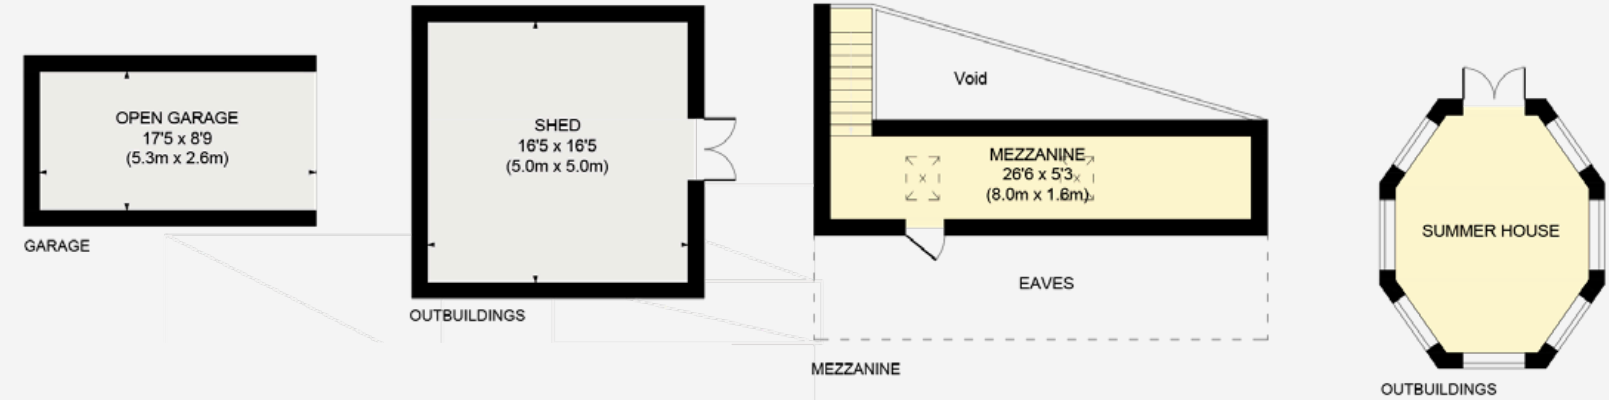 OPEN GARAGE
17'5 x 8'9
(5.3m x 2.6m)
GARAGE
SHED
16'5 x 16'5
(5.0m x 5.0m)
OUTBUILDINGS
Void
MEZZANINE
26'6 x 5'3
(8.0m x 1.6m)
EAVES
MEZZANINE
SUMMER HOUSE
OUTBUILDINGS